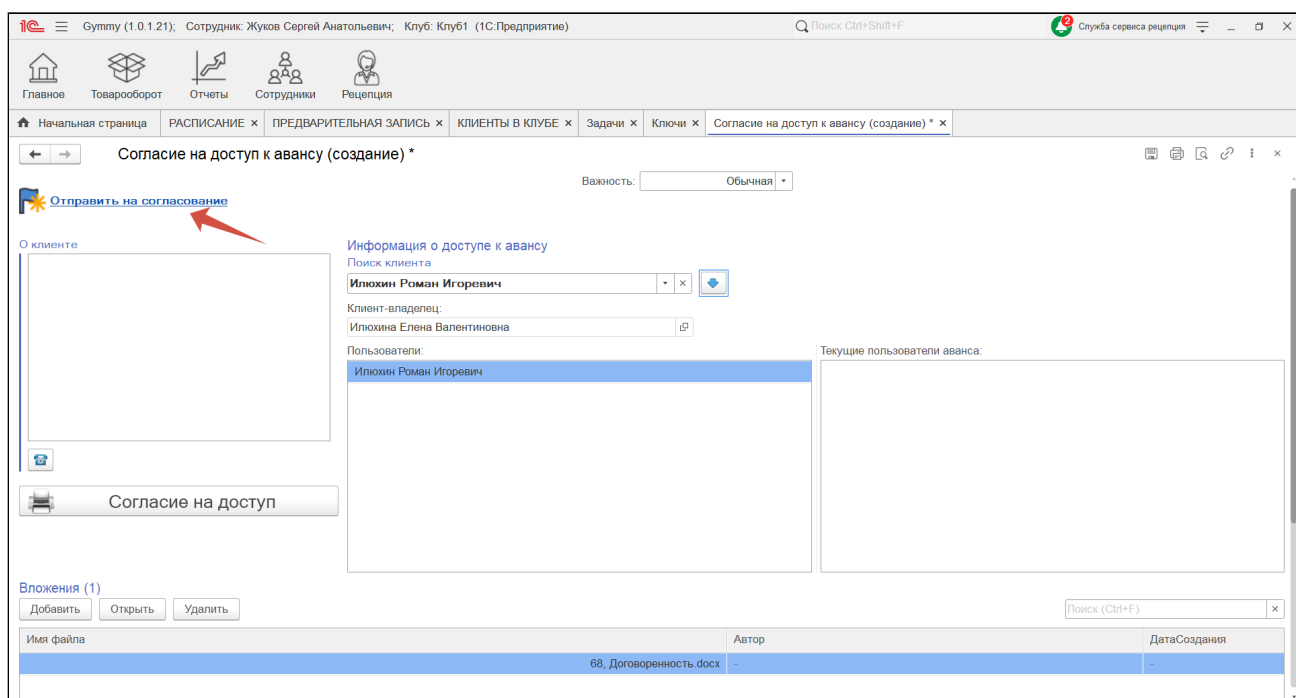 1С Gymmy (1.0.1.21); Сотрудник: Жуков Сергей Анатольевич; Клуб: Клуб1 (1С:Предприятие) Поиск Ctrl+Shift+F 2 Служба сервиса рецепция
Главное Товарооборот Отчеты Сотрудники Рецепция
Начальная страница РАСПИСАНИЕ × ПРЕДВАРИТЕЛЬНАЯ ЗАПИСЬ × КЛИЕНТЫ В КЛУБЕ × Задачи × Ключи × Согласие на доступ к авансу (создание) * ×
Согласие на доступ к авансу (создание) *
Важность: Обычная
Отправить на согласование
О клиенте Информация о доступе к авансу
Поиск клиента
Илюхин Роман Игоревич
Клиент-владелец:
Илюхина Елена Валентиновна
Пользователи: Текущие пользователи аванса:
Илюхин Роман Игоревич
Согласие на доступ
Вложения (1)
Добавить Открыть Удалить Поиск (Ctrl+F) ×
Имя файла Автор ДатаСоздания
68, Договоренность.docx - -